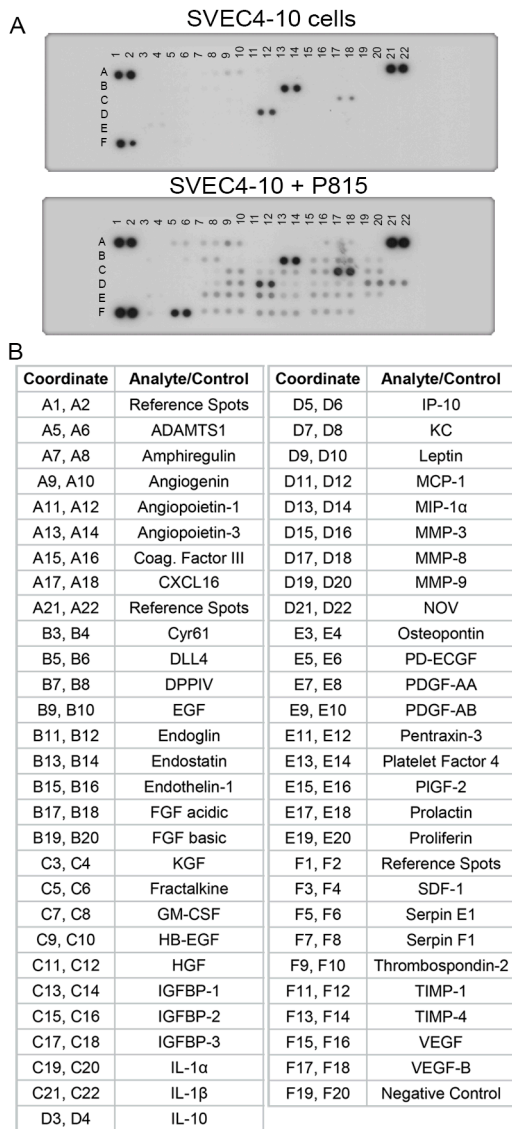 A
SVEC4-10 cells
1 2 3 4 5 6 7 8 9 10 11 12 13 14 15 16 17 18 19 20 21 22
A
B
C
D
E
F
SVEC4-10 + P815
1 2 3 4 5 6 7 8 9 10 11 12 13 14 15 16 17 18 19 20 21 22
A
B
C
D
E
F
B
Coordinate Analyte/Control Coordinate Analyte/Control
A1, A2 Reference Spots D5, D6 IP-10
A5, A6 ADAMTS1 D7, D8 KC
A7, A8 Amphiregulin D9, D10 Leptin
A9, A10 Angiogenin D11, D12 MCP-1
A11, A12 Angiopoietin-1 D13, D14 MIP-1α
A13, A14 Angiopoietin-3 D15, D16 MMP-3
A15, A16 Coag. Factor III D17, D18 MMP-8
A17, A18 CXCL16 D19, D20 MMP-9
A21, A22 Reference Spots D21, D22 NOV
B3, B4 Cyr61 E3, E4 Osteopontin
B5, B6 DLL4 E5, E6 PD-ECGF
B7, B8 DPPIV E7, E8 PDGF-AA
B9, B10 EGF E9, E10 PDGF-AB
B11, B12 Endoglin E11, E12 Pentraxin-3
B13, B14 Endostatin E13, E14 Platelet Factor 4
B15, B16 Endothelin-1 E15, E16 PIGF-2
B17, B18 FGF acidic E17, E18 Prolactin
B19, B20 FGF basic E19, E20 Proliferin
C3, C4 KGF F1, F2 Reference Spots
C5, C6 Fractalkine F3, F4 SDF-1
C7, C8 GM-CSF F5, F6 Serpin E1
C9, C10 HB-EGF F7, F8 Serpin F1
C11, C12 HGF F9, F10 Thrombospondin-2
C13, C14 IGFBP-1 F11, F12 TIMP-1
C15, C16 IGFBP-2 F13, F14 TIMP-4
C17, C18 IGFBP-3 F15, F16 VEGF
C19, C20 IL-1α F17, F18 VEGF-B
C21, C22 IL-1β F19, F20 Negative Control
D3, D4 IL-10